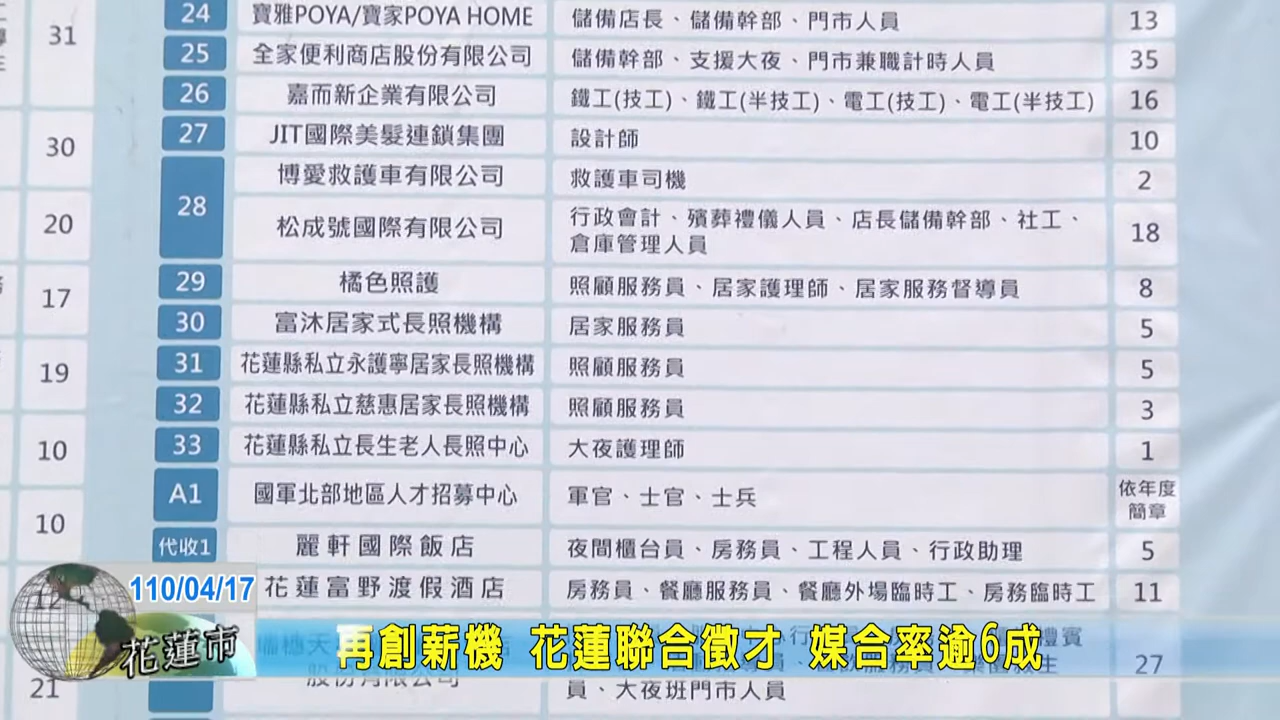 31
30
20
17
19
10
10
12
21
24 寶雅POYA/寶家POYA HOME 儲備店長、儲備幹部、門市人員 13
25 全家便利商店股份有限公司 儲備幹部、支援大夜、門市兼職計時人員 35
26 嘉而新企業有限公司 鐵工(技工)、鐵工(半技工)、電工(技工)、電工(半技工) 16
27 JIT國際美髮連鎖集團 設計師 10
28 博愛救護車有限公司 救護車司機 2
松成號國際有限公司 行政會計、殯葬禮儀人員、店長儲備幹部、社工、 18
倉庫管理人員
29 橘色照護 照顧服務員、居家護理師、居家服務督導員 8
30 富沐居家式長照機構 居家服務員 5
31 花蓮縣私立永護寧居家長照機構 照顧服務員 5
32 花蓮縣私立慈惠居家長照機構 照顧服務員 3
33 花蓮縣私立長生老人長照中心 大夜護理師 1
A1 國軍北部地區人才招募中心 軍官、士官、士兵 依年度
簡章
代收1 麗軒國際飯店 夜間櫃台員、房務員、工程人員、行政助理 5
花蓮富野渡假酒店 房務員、餐廳服務員、餐廳外場臨時工、房務臨時工 11
瑞穗天 禮賓
27
股份有限公司 員、大夜班門市人員
110/04/17
花蓮市
再創薪機 花蓮聯合徵才 媒合率逾6成